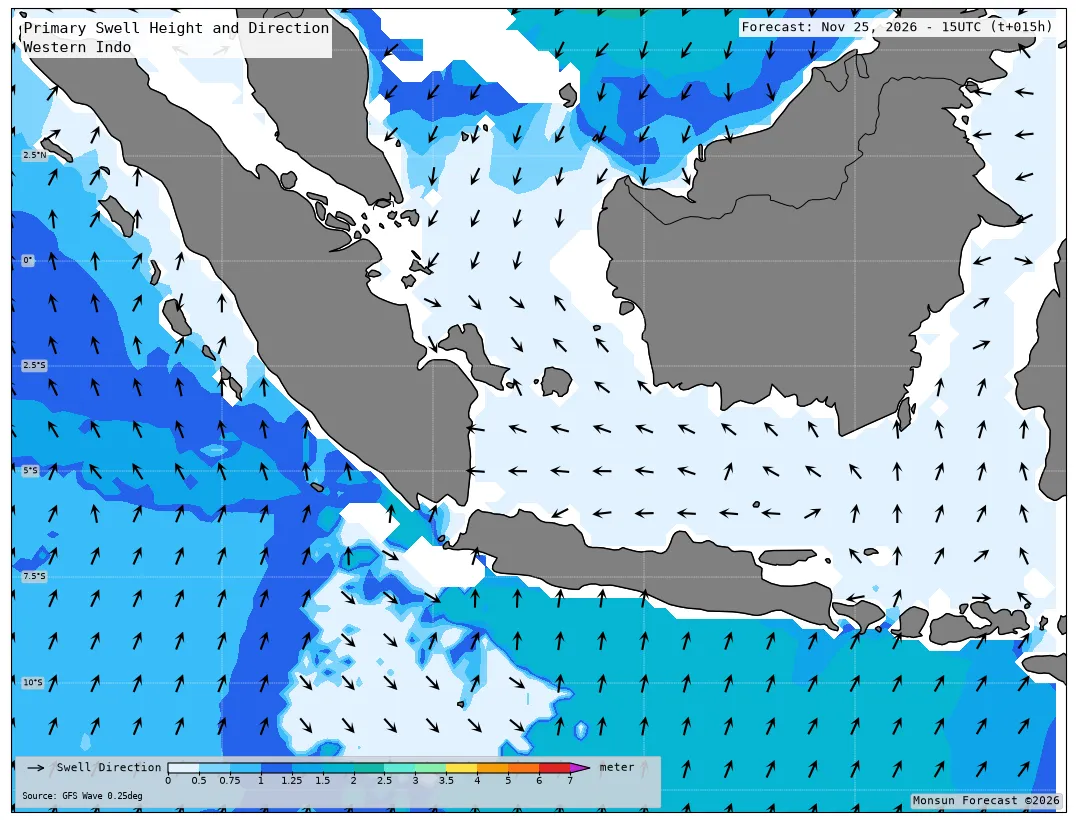 Primary Swell Height and Direction
Western Indo
Forecast: Nov 25, 2026 - 15UTC (t+015h)
2.5°N
0°
2.5°S
5°S
7.5°S
10°S
Swell Direction
0 0.5 0.75 1 1.25 1.5 2 2.5 3 3.5 4 5 6 7
meter
Source: GFS Wave 0.25deg
Monsun Forecast ©2026